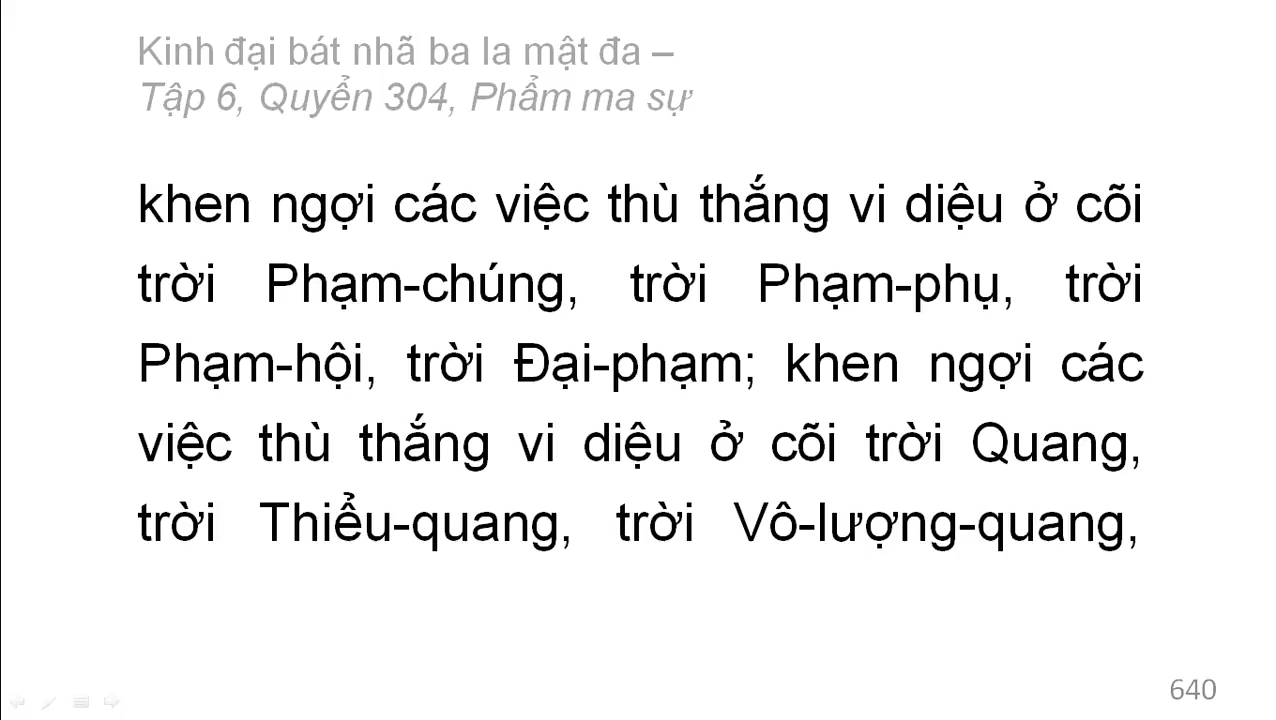 Kinh đại bát nhã ba la mật đa –
Tập 6, Quyển 304, Phẩm ma sự
khen ngợi các việc thù thắng vi diệu ở cõi
trời Phạm-chúng, trời Phạm-phụ, trời
Phạm-hội, trời Đại-phạm; khen ngợi các
việc thù thắng vi diệu ở cõi trời Quang,
trời Thiểu-quang, trời Vô-lượng-quang,
640